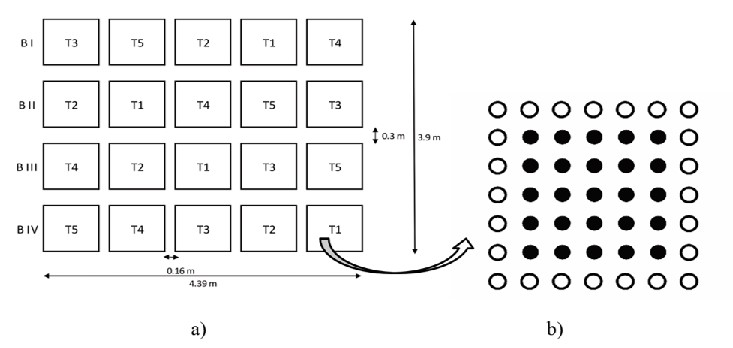 B I T3 T5 T2 T1 T4
B II T2 T1 T4 T5 T3
0.3 m 3.9 m
B III T4 T2 T1 T3 T5
B IV T5 T4 T3 T2 T1
0.16 m
4.39 m
a) b)